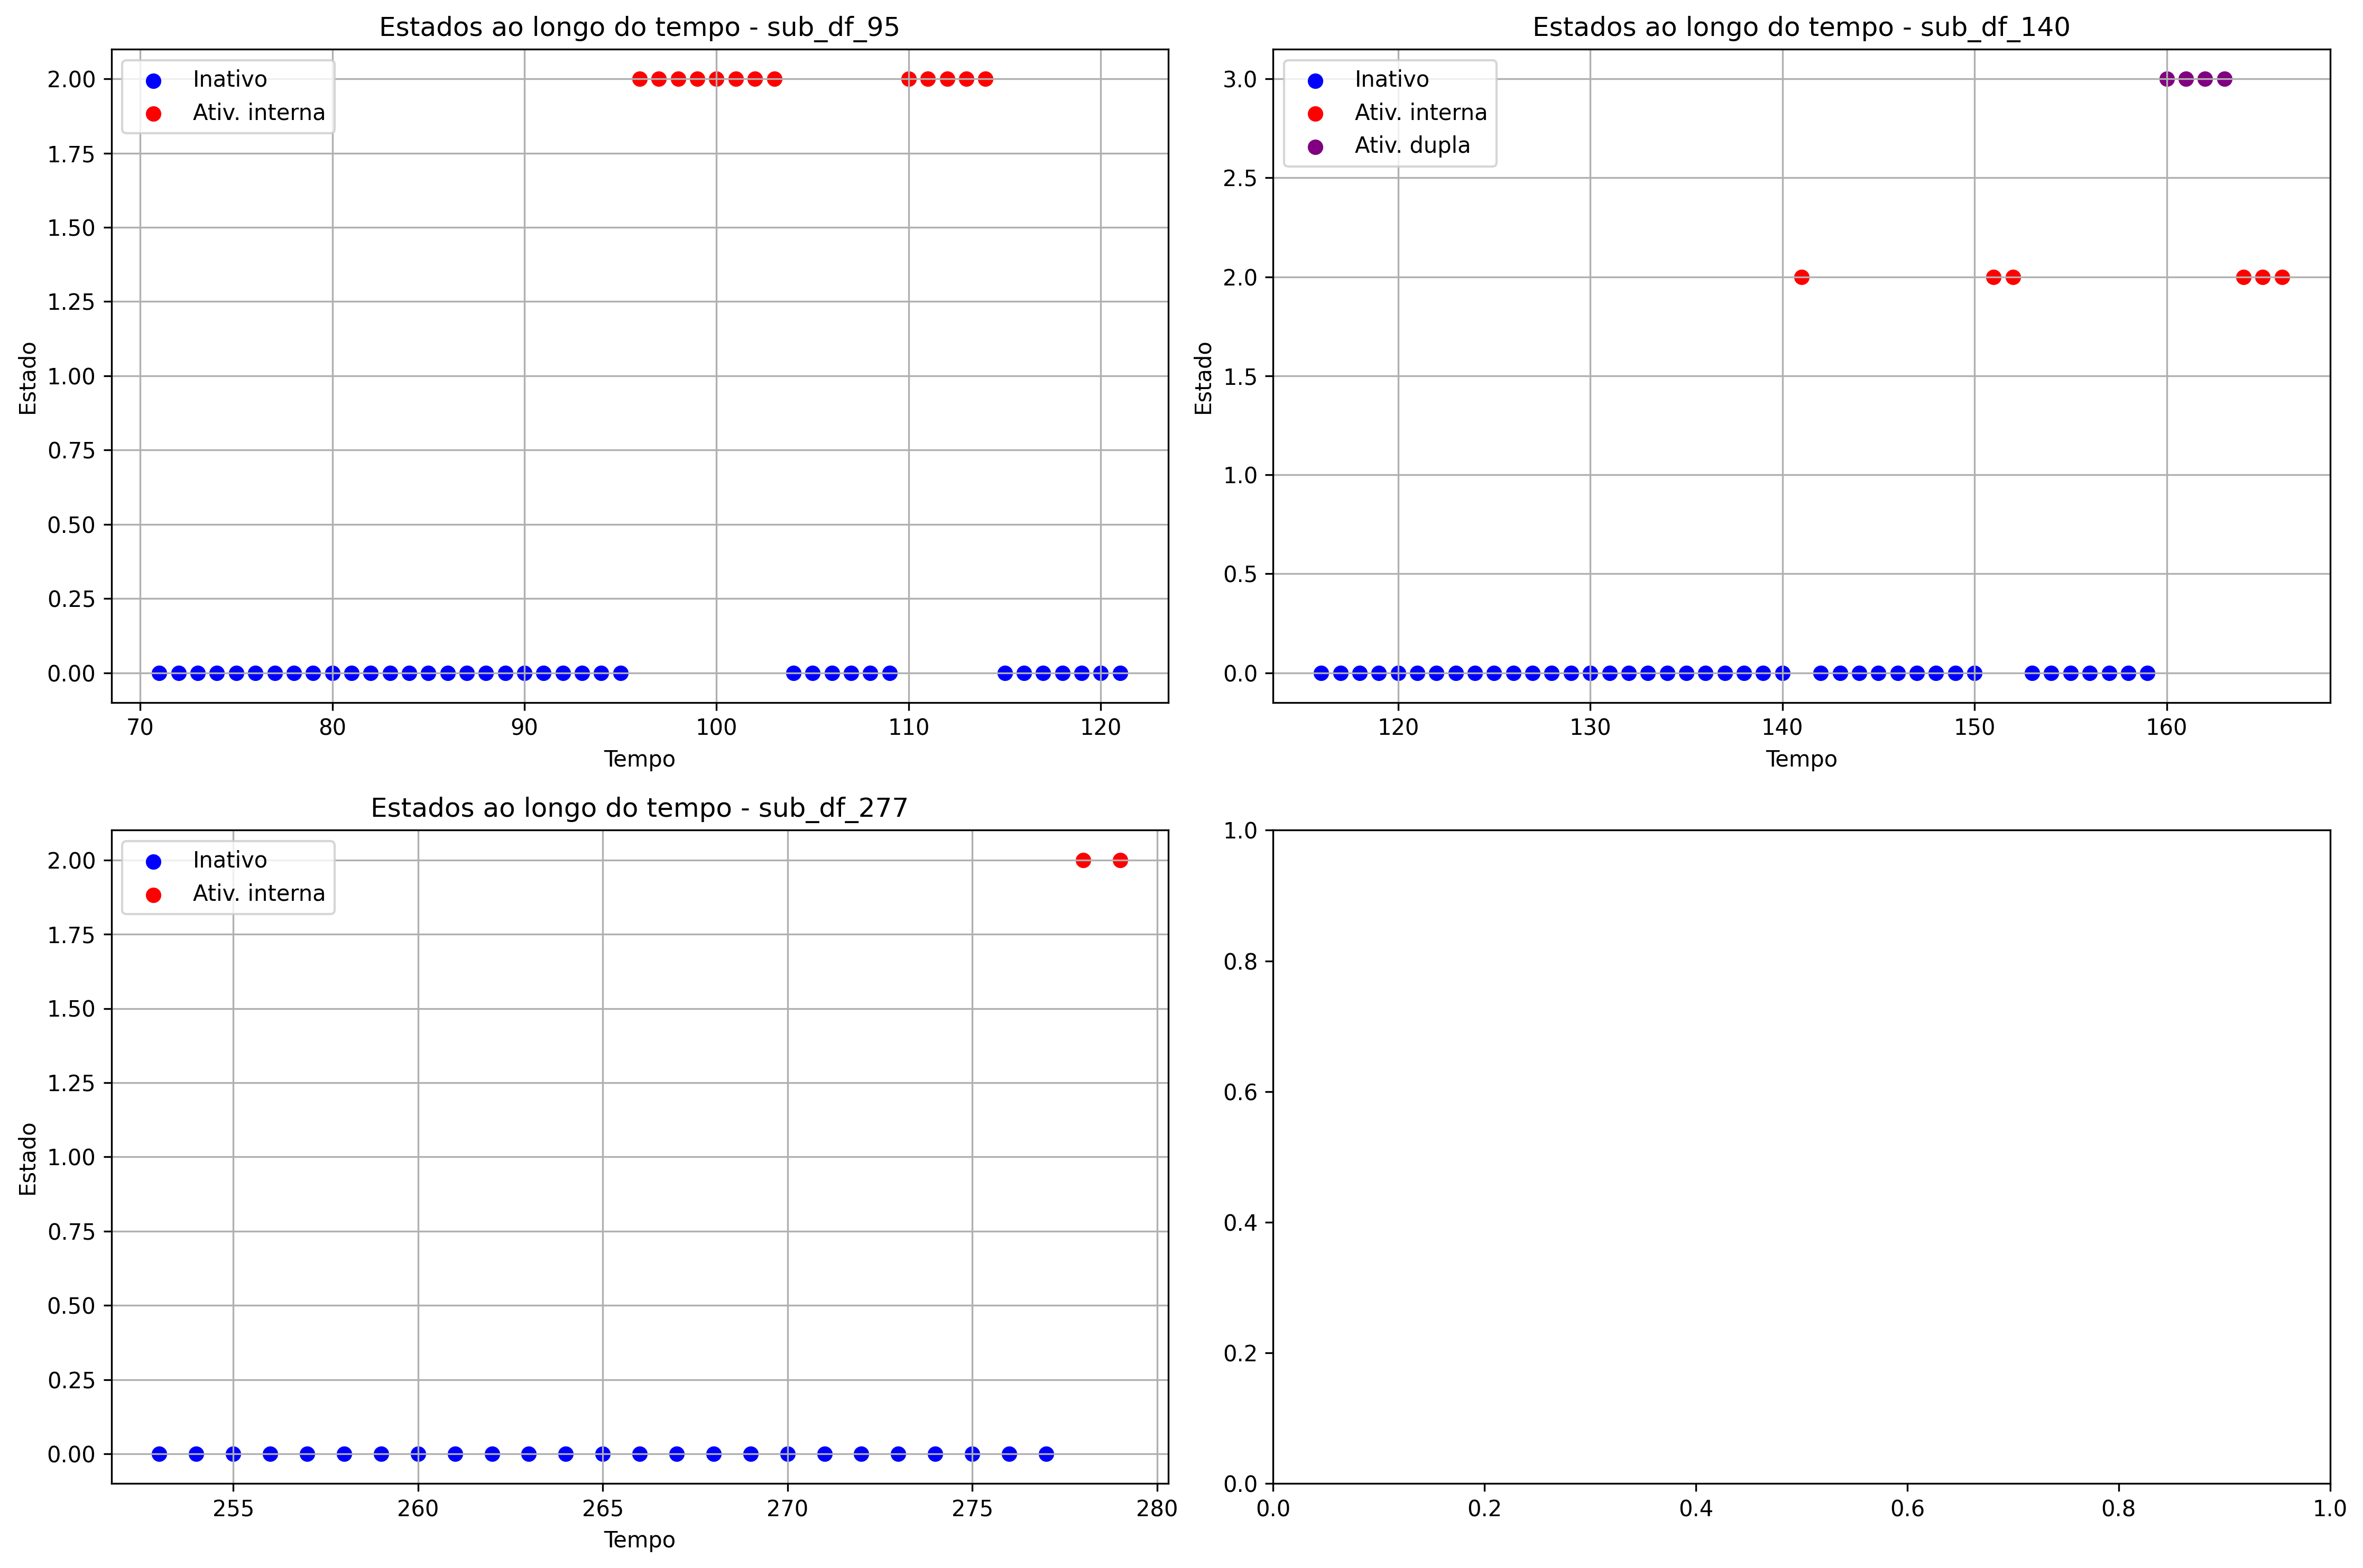 Estados ao longo do tempo - sub_df_95
Inativo
Ativ. interna
2.00
1.75
1.50
1.25
1.00
0.75
0.50
0.25
0.00
Estado
70 80 90 100 110 120
Tempo
Estados ao longo do tempo - sub_df_140
Inativo
Ativ. interna
Ativ. dupla
3.0
2.5
2.0
1.5
1.0
0.5
0.0
Estado
120 130 140 150 160
Tempo
Estados ao longo do tempo - sub_df_277
Inativo
Ativ. interna
2.00
1.75
1.50
1.25
1.00
0.75
0.50
0.25
0.00
Estado
255 260 265 270 275 280
Tempo
1.0
0.8
0.6
0.4
0.2
0.0
0.0 0.2 0.4 0.6 0.8 1.0